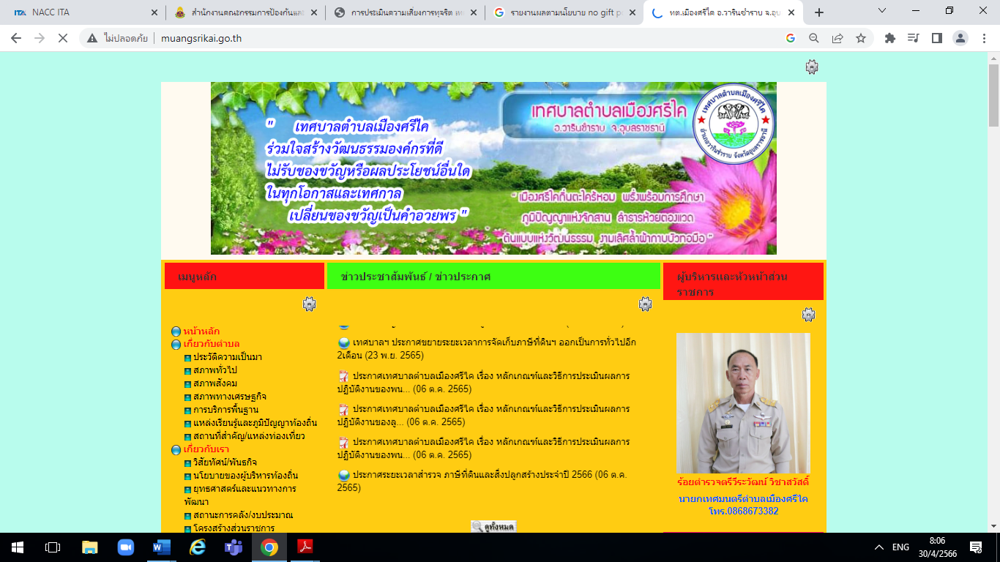 NACC ITA
สำนักงานคณะกรรมการป้องกันและ
การประเมินความเสี่ยงการทุจริต
รายงานผลตามนโยบาย no gift p
ทต.เมืองศรีไค อ.วารินชำราบ จ.อุบ
ไม่ปลอดภัย
muangsrikai.go.th
" เทศบาลตำบลเมืองศรีไค
ร่วมใจสร้างวัฒนธรรมองค์กรที่ดี
ไม่รับของขวัญหรือผลประโยชน์อื่นใด
ในทุกโอกาสและเทศกาล
เปลี่ยนของขวัญเป็นคำอวยพร "
เทศบาลตำบลเมืองศรีไค
อ.วารินชำราบ จ.อุบลราชธานี
เทศบาลตำบลเมืองศรีไค
อำเภอวารินชำราบ จังหวัดอุบลราชธานี
" เมืองศรีไคถิ่นตะไคร้หอม พรั่งพร้อมการศึกษา
ภูมิปัญญาแห่งจักสาน ลำธารห้วยตองแวด
ต้นแบบแห่งวัฒนธรรม งามเลิศล้ำผ้ากาบบัวทอมือ "
เมนูหลัก
หน้าหลัก
เกี่ยวกับตำบล
ประวัติความเป็นมา
สภาพทั่วไป
สภาพสังคม
สภาพทางเศรษฐกิจ
การบริการพื้นฐาน
แหล่งเรียนรู้และภูมิปัญญาท้องถิ่น
สถานที่สำคัญ/แหล่งท่องเที่ยว
เกี่ยวกับเรา
วิสัยทัศน์/พันธกิจ
นโยบายของผู้บริหารท้องถิ่น
ยุทธศาสตร์และแนวทางการ
พัฒนา
สถานะการคลัง/งบประมาณ
โครงสร้างส่วนราชการ
ข่าวประชาสัมพันธ์ / ข่าวประกาศ
เทศบาลฯ ประกาศขยายระยะเวลาการจัดเก็บภาษีที่ดินฯ ออกเป็นการทั่วไปอีก
2เดือน (23 พ.ย. 2565)
ประกาศเทศบาลตำบลเมืองศรีไค เรื่อง หลักเกณฑ์และวิธีการประเมินผลการ
ปฏิบัติงานของพน... (06 ต.ค. 2565)
ประกาศเทศบาลตำบลเมืองศรีไค เรื่อง หลักเกณฑ์และวิธีการประเมินผลการ
ปฏิบัติงานของลู... (06 ต.ค. 2565)
ประกาศเทศบาลตำบลเมืองศรีไค เรื่อง หลักเกณฑ์และวิธีการประเมินผลการ
ปฏิบัติงานของพน... (06 ต.ค. 2565)
ประกาศระยะเวลาสำรวจ ภาษีที่ดินและสิ่งปลูกสร้างประจำปี 2566 (06 ต.ค.
2565)
ดูทั้งหมด
ผู้บริหารและหัวหน้าส่วน
ราชการ
ร้อยตำรวจตรีวีระวัฒน์ วิชาสวัสดิ์
นายกเทศมนตรีตำบลเมืองศรีไค
โทร.0868673382
ENG
8:06
30/4/2566